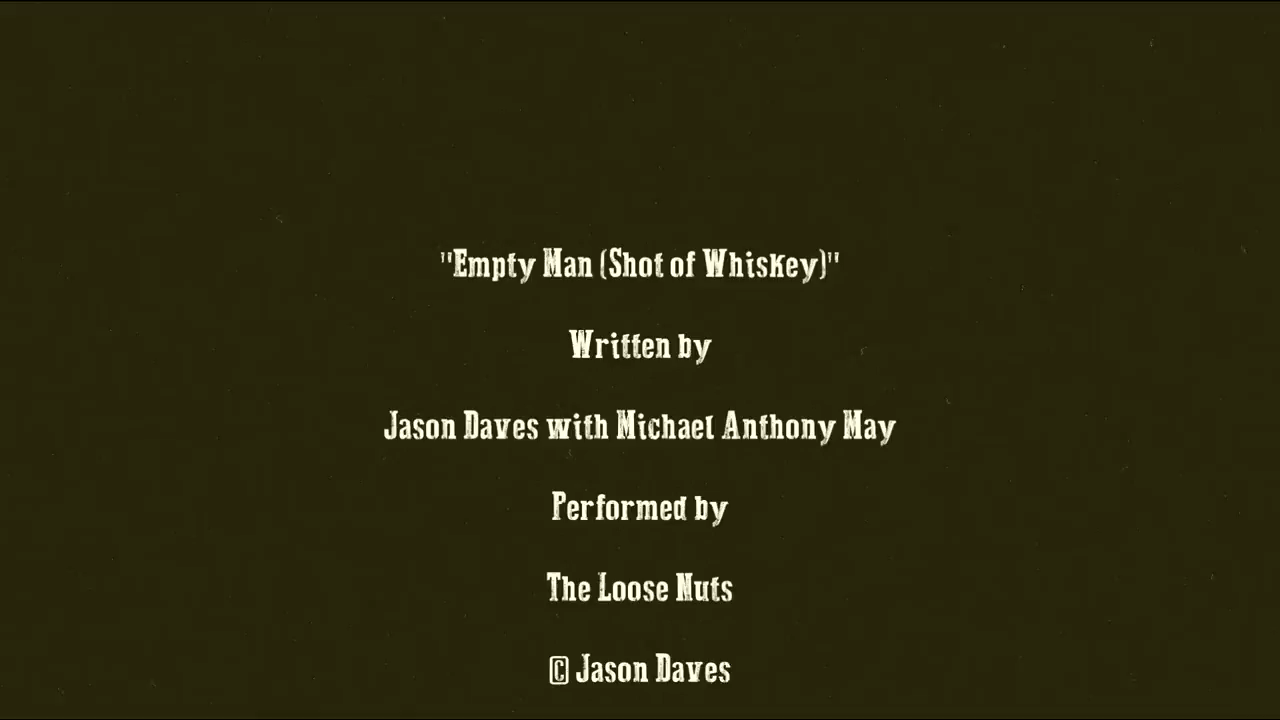 "Empty Man (Shot of Whiskey)"
Written by
Jason Daves with Michael Anthony May
Performed by
The Loose Nuts
© Jason Daves